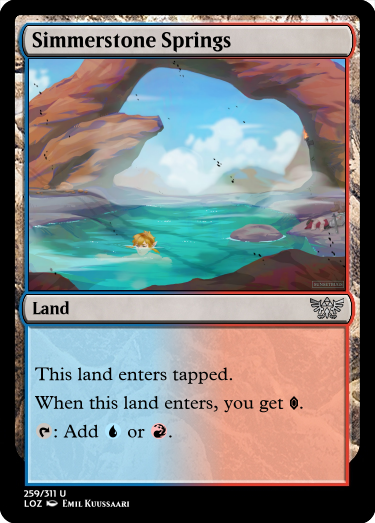 Simmerstone Springs
Land
This land enters tapped.
When this land enters, you get .
: Add or .
259/311 U
LOZ Emil Kuussaari